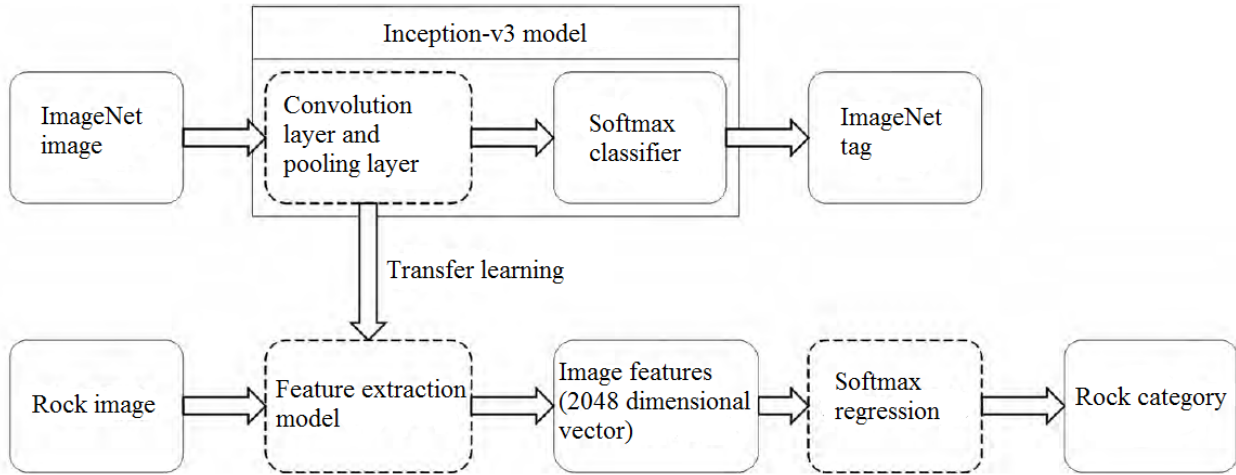 Inception-v3 model
ImageNet
image
Convolution
layer and
pooling layer
Softmax
classifier
ImageNet
tag
Transfer learning
Rock image
Feature extraction
model
Image features
(2048 dimensional
vector)
Softmax
regression
Rock category